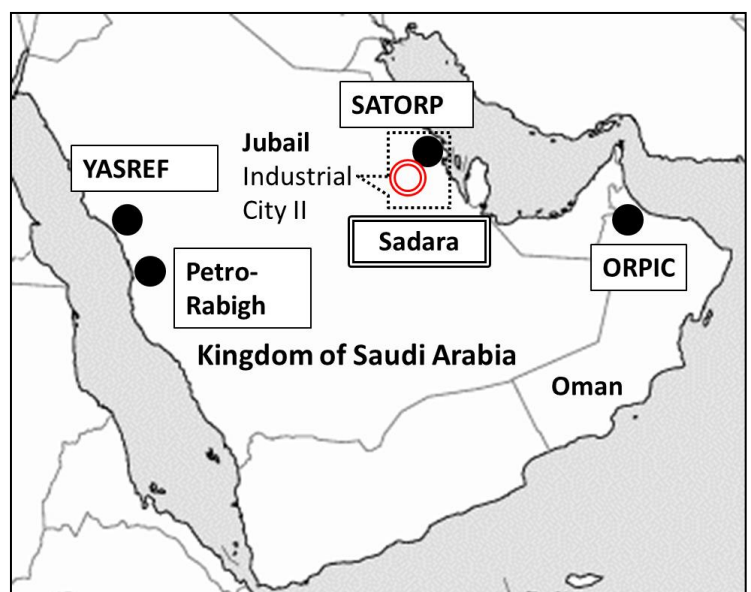 SATORP
Jubail
Industrial
City II
YASREF
Sadara
ORPIC
Petro-
Rabigh
Kingdom of Saudi Arabia
Oman